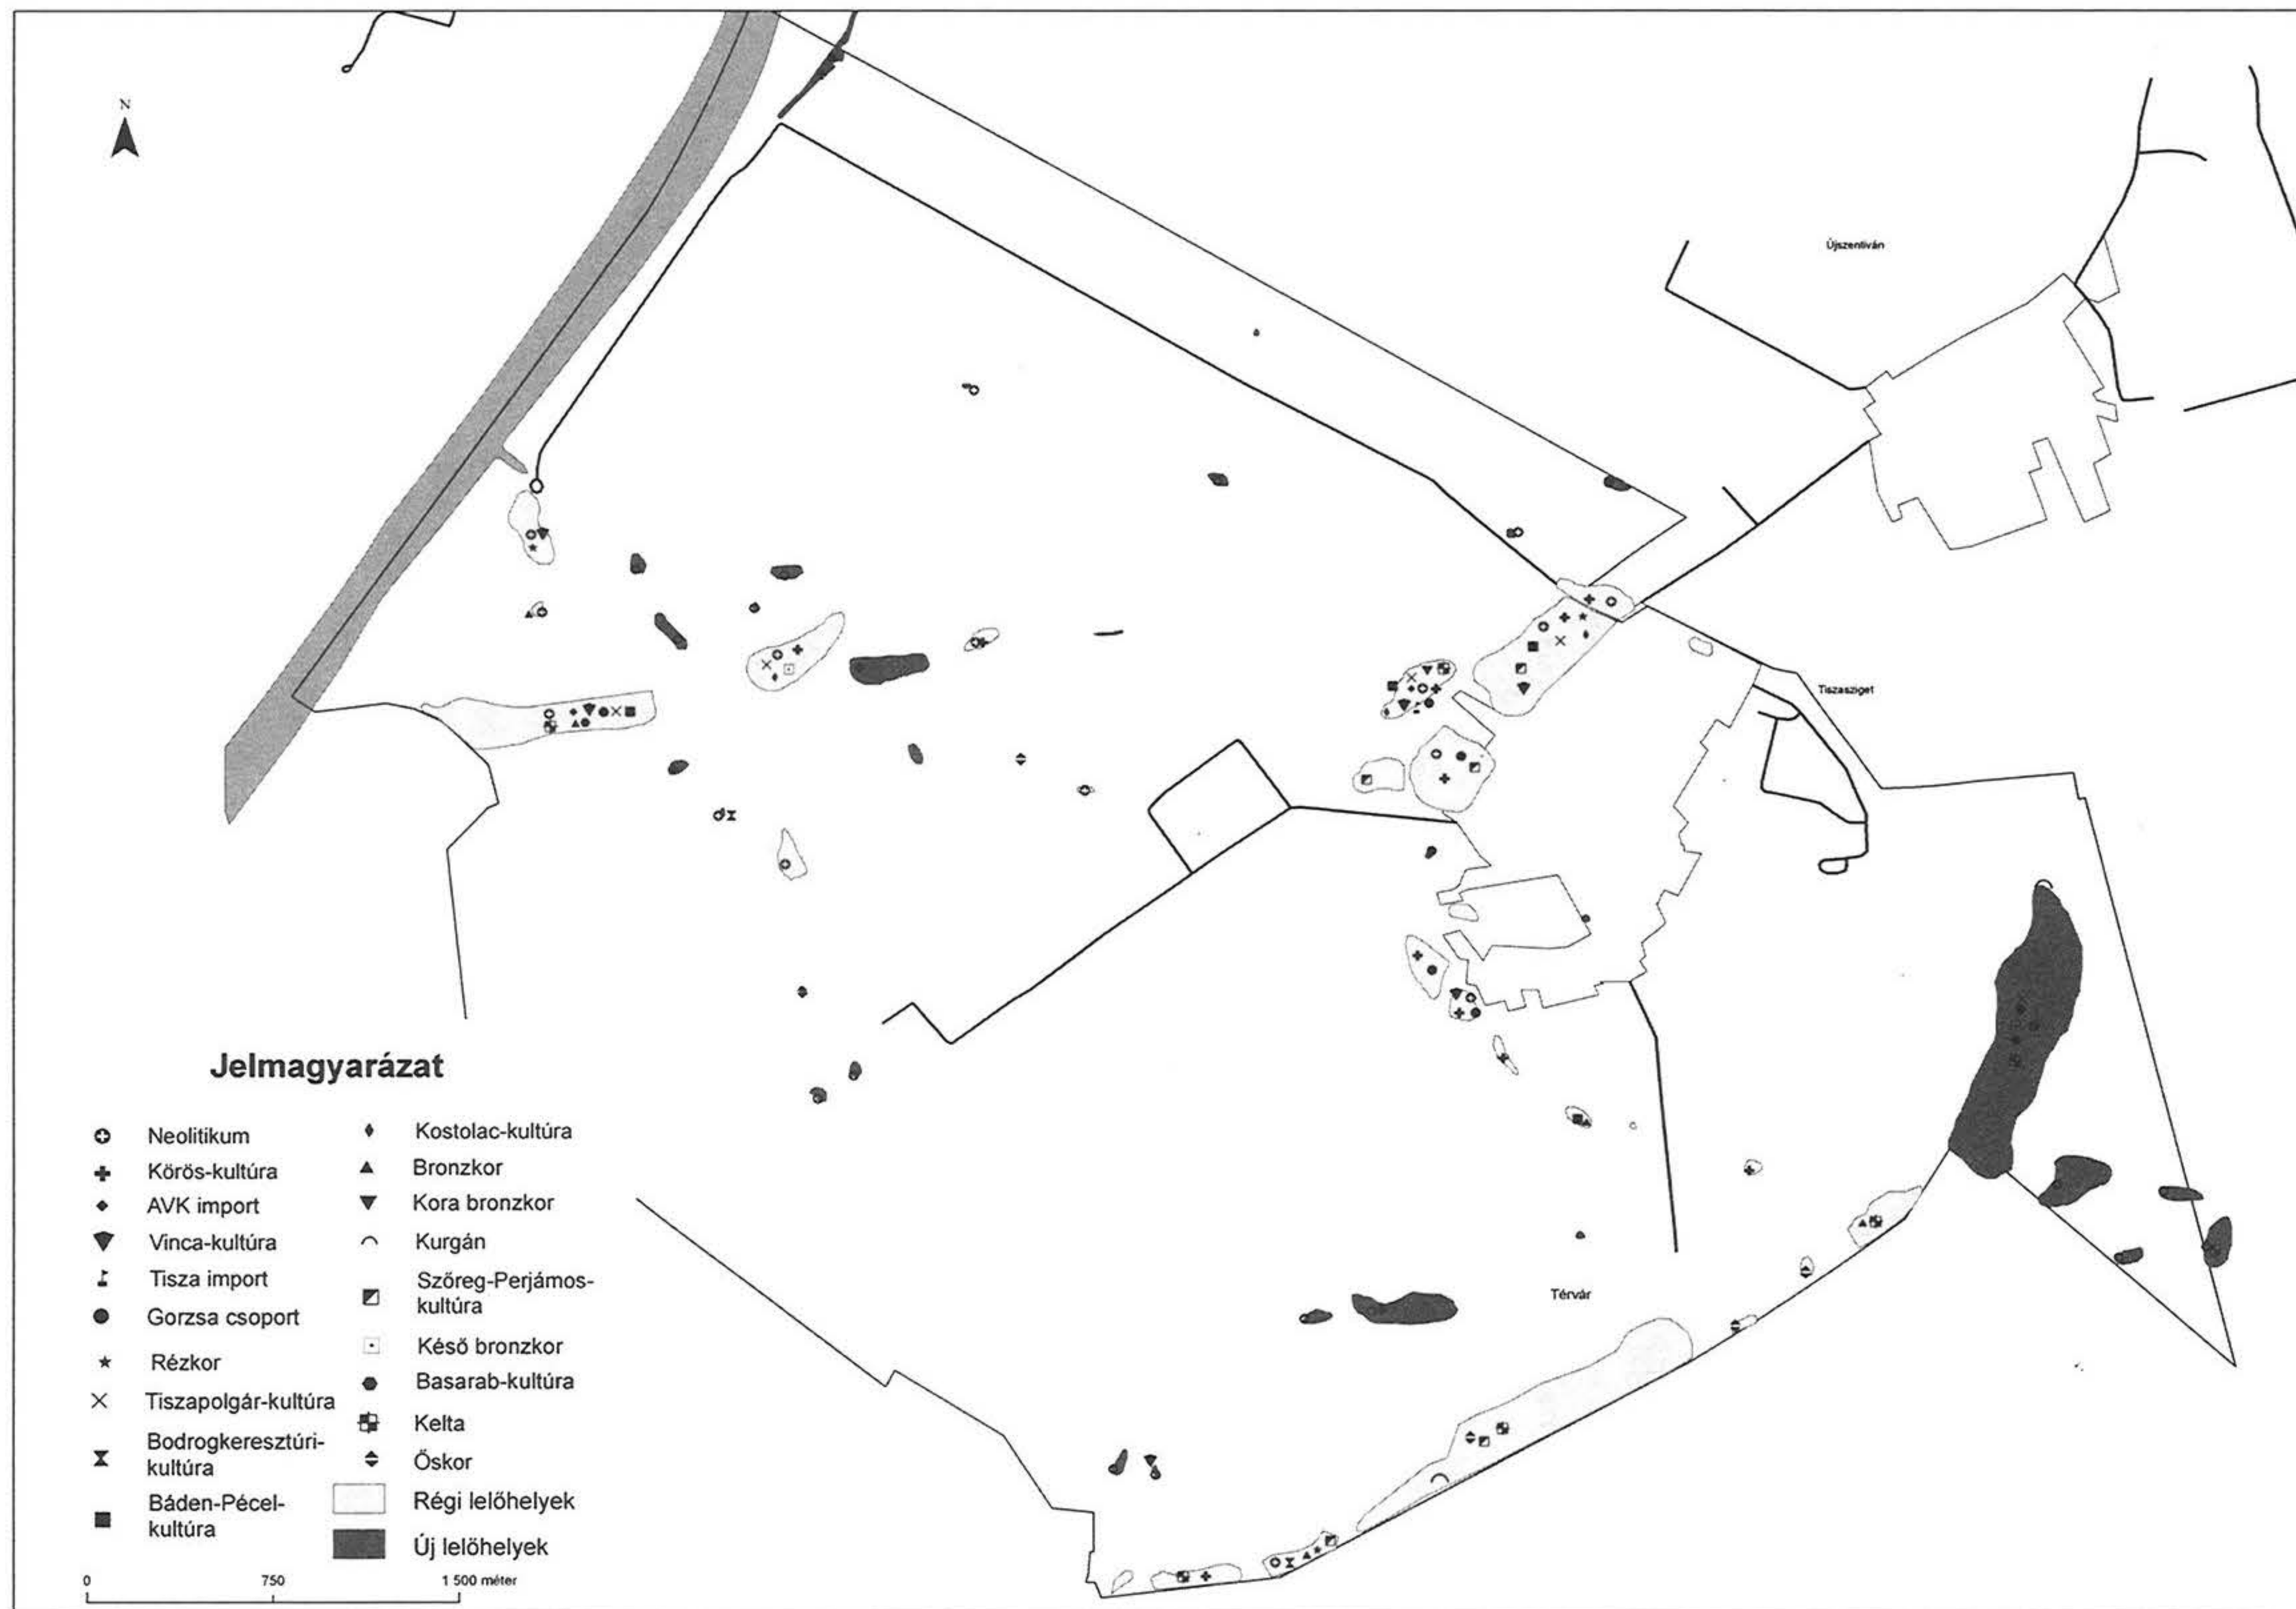 N
Újszentiván
Tiszasziget
Térvár
Jelmagyarázat
Neolitikum
Körös-kultúra
AVK import
Vinca-kultúra
Tisza import
Gorzsa csoport
Rézkor
Tiszapolgár-kultúra
Bodrogkeresztúri-
kultúra
Báden-Pécel-
kultúra
Kostolac-kultúra
Bronzkor
Kora bronzkor
Kurgán
Szőreg-Perjámos-
kultúra
Késő bronzkor
Basarab-kultúra
Kelta
Őskor
Régi lelőhelyek
Új lelőhelyek
0 750 1 500 méter